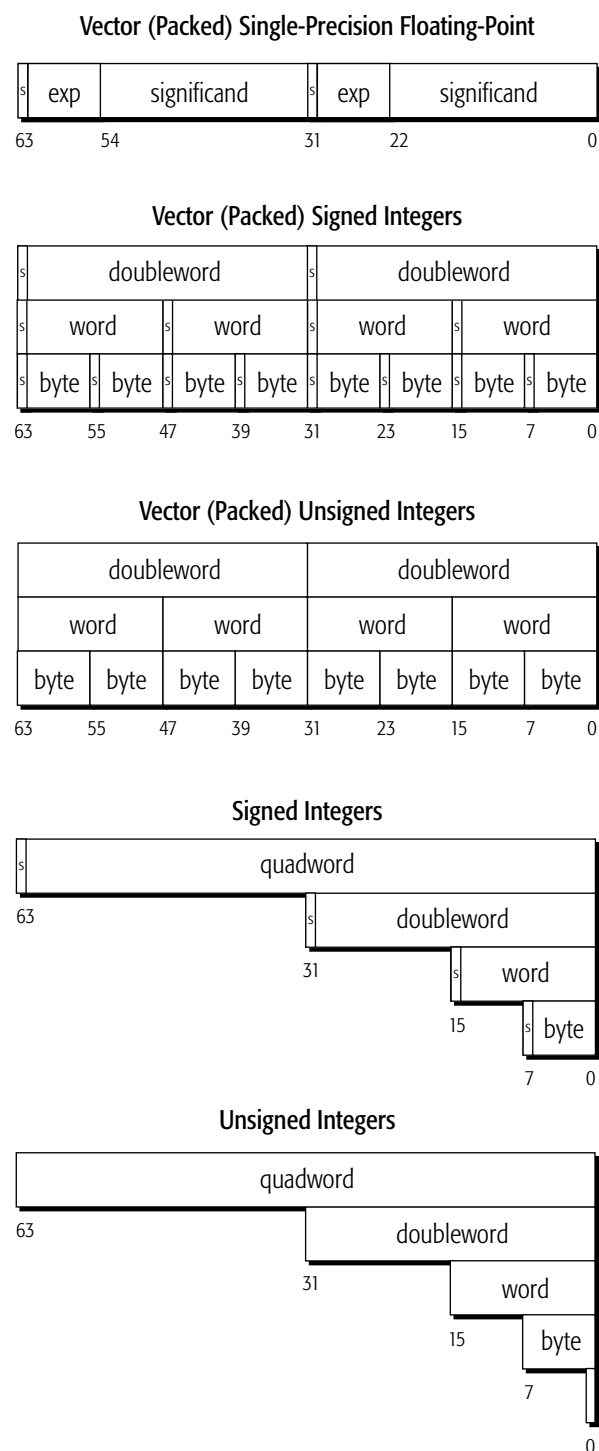 Vector (Packed) Single-Precision Floating-Point
s exp significand s exp significand
63 54 31 22 0
Vector (Packed) Signed Integers
s doubleword s doubleword
s word s word s word s word
s byte s byte s byte s byte s byte s byte s byte s byte
63 55 47 39 31 23 15 7 0
Vector (Packed) Unsigned Integers
doubleword doubleword
word word word word
byte byte byte byte byte byte byte byte
63 55 47 39 31 23 15 7 0
Signed Integers
s quadword
63 s doubleword
31 s word
15 s byte
7 0
Unsigned Integers
quadword
63 doubleword
31 word
15 byte
7
0